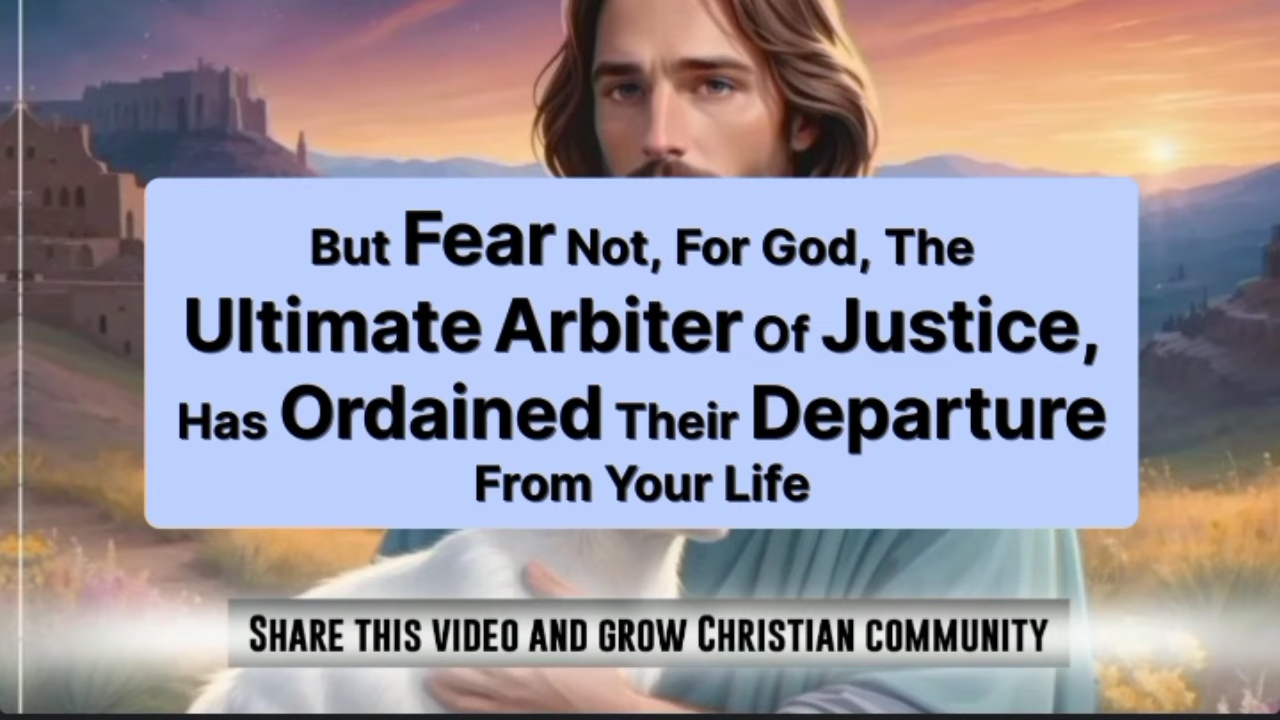 But Fear Not, For God, The
Ultimate Arbiter Of Justice,
Has Ordained Their Departure
From Your Life
Share this video and grow Christian community